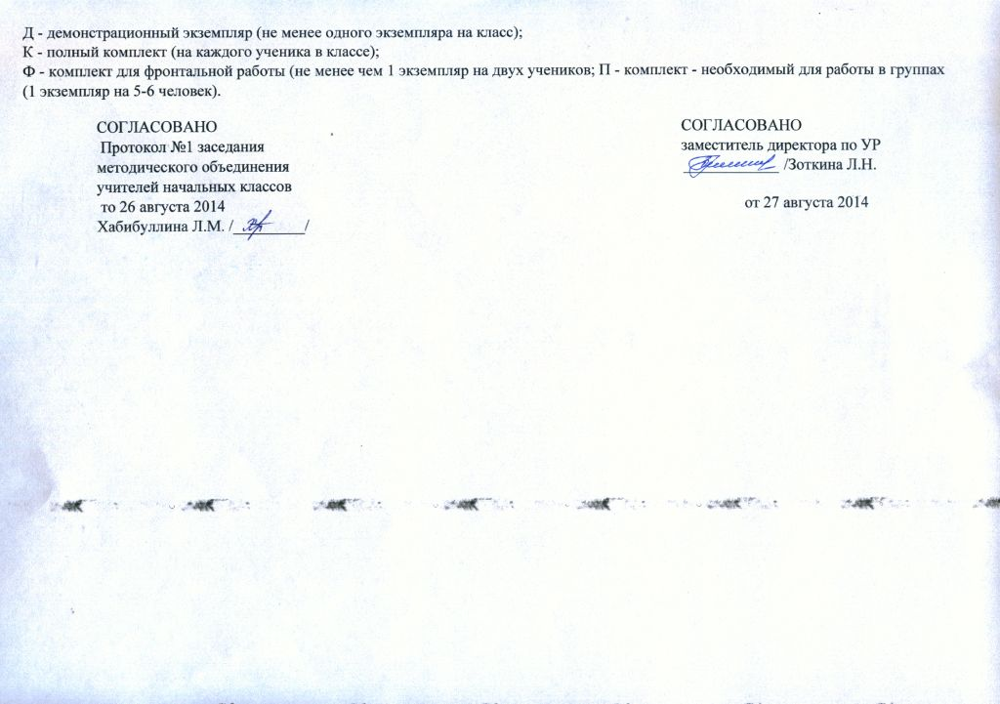 Д - демонстрационный экземпляр (не менее одного экземпляра на класс);
К - полный комплект (на каждого ученика в классе);
Ф - комплект для фронтальной работы (не менее чем 1 экземпляр на двух учеников; П - комплект - необходимый для работы в группах
(1 экземпляр на 5-6 человек).
СОГЛАСОВАНО
Протокол №1 заседания
методического объединения
учителей начальных классов
то 26 августа 2014
Хабибуллина Л.М. /__________/
СОГЛАСОВАНО
заместитель директора по УР
____________ /Зоткина Л.Н.
от 27 августа 2014